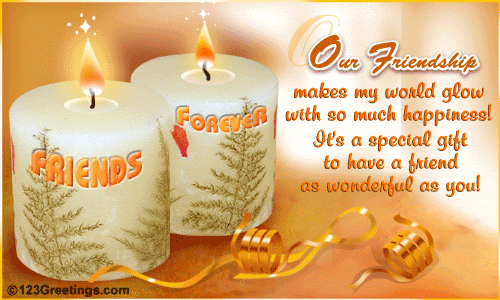 FRIENDS
FOREVER
Our Friendship
makes my world glow
with so much happiness!
It's a special gift
to have a friend
as wonderful as you!
©123Greetings.com